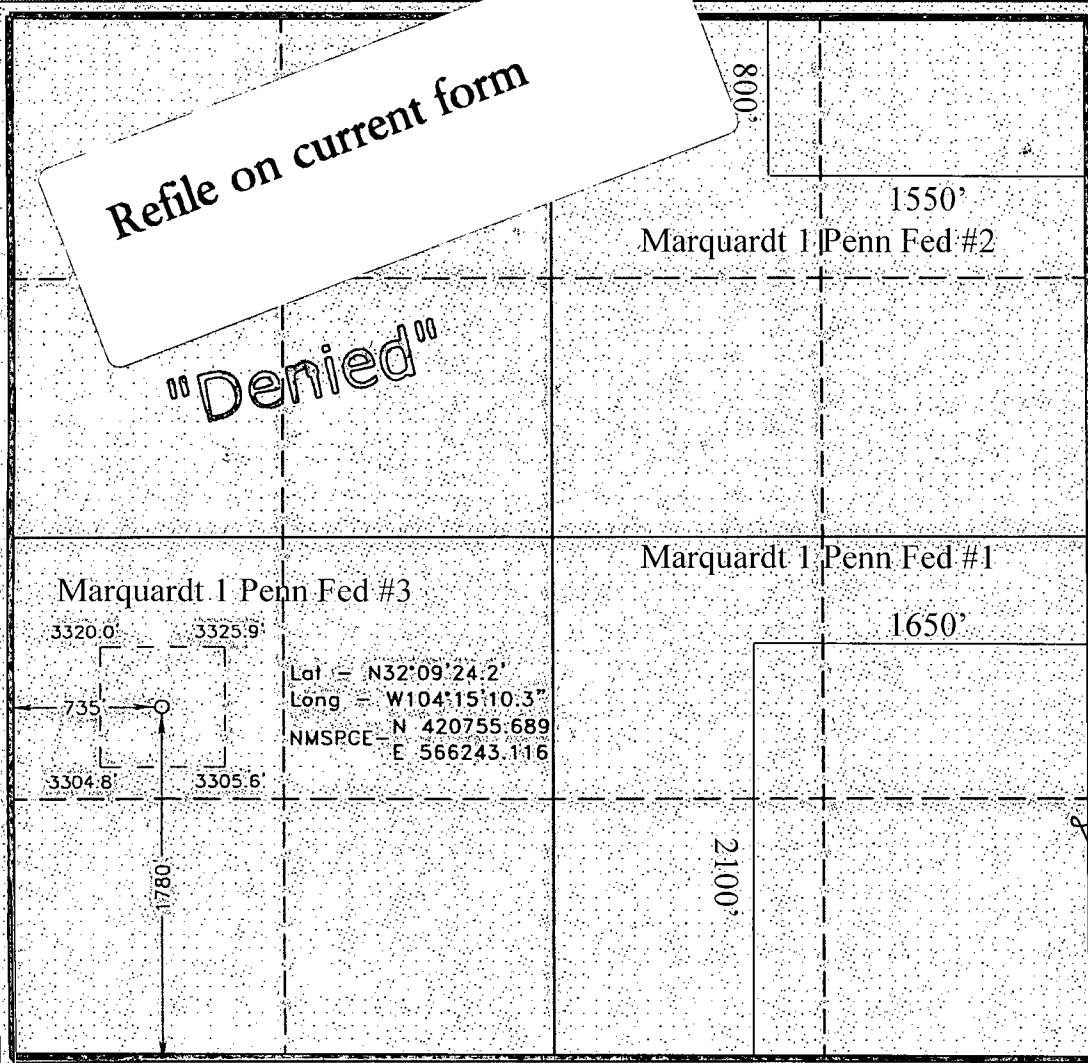 Refile on current form
"Denied"
800'
1550'
Marquardt 1 Penn Fed #2
Marquardt 1 Penn Fed #3
3320.0' 3325.9'
735
3304.8' 3305.6'
1780
Lat - N32°09'24.2'
Long - W104°15'10.3"
NMSPCE- N 420755.689
E 566243.116
Marquardt 1 Penn Fed #1
1650'
2100'